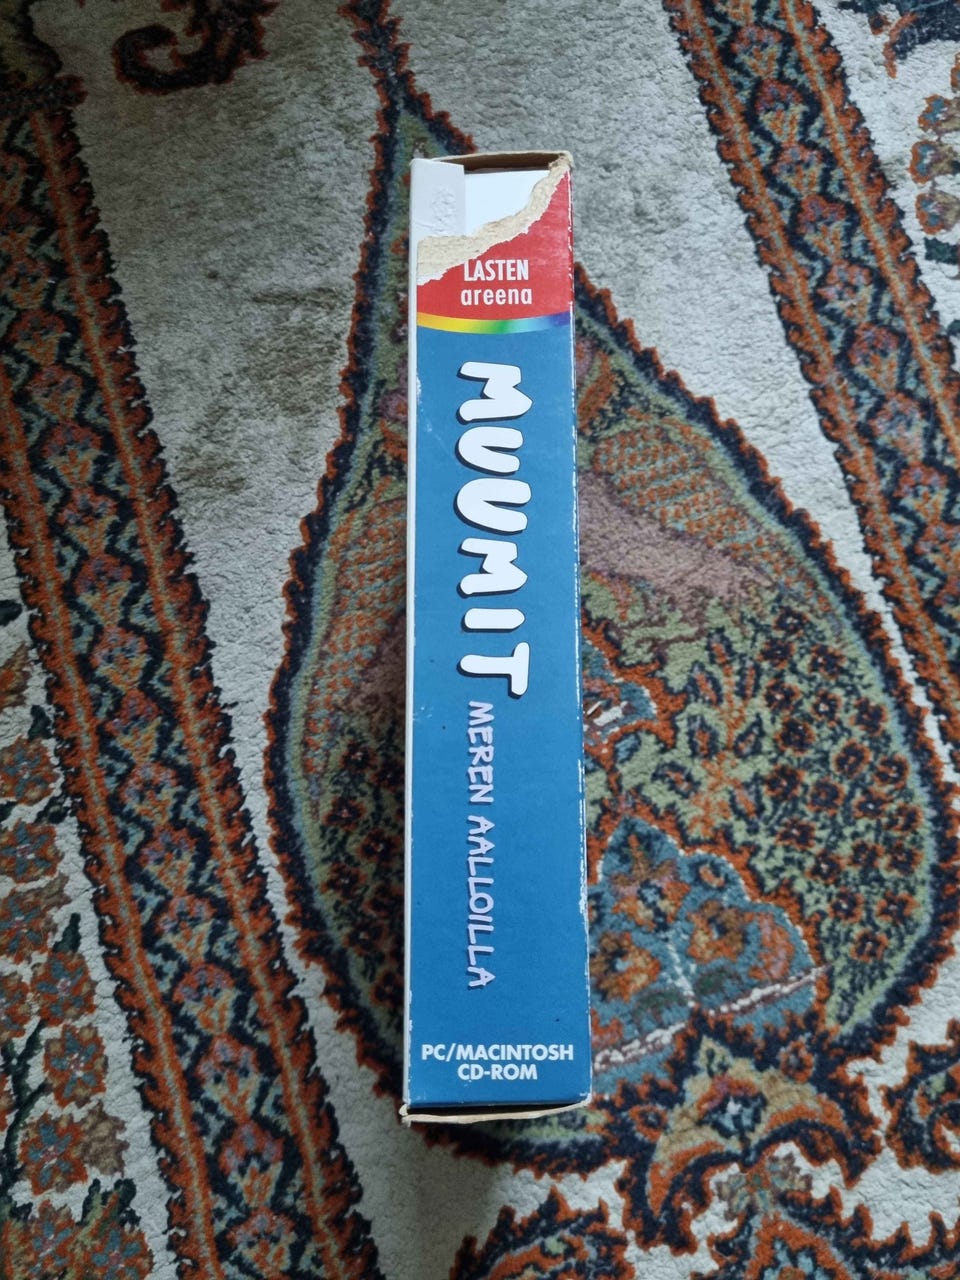 LASTEN
areena
MUUMIT
MEREN AALLOILLA
PC/MACINTOSH
CD-ROM